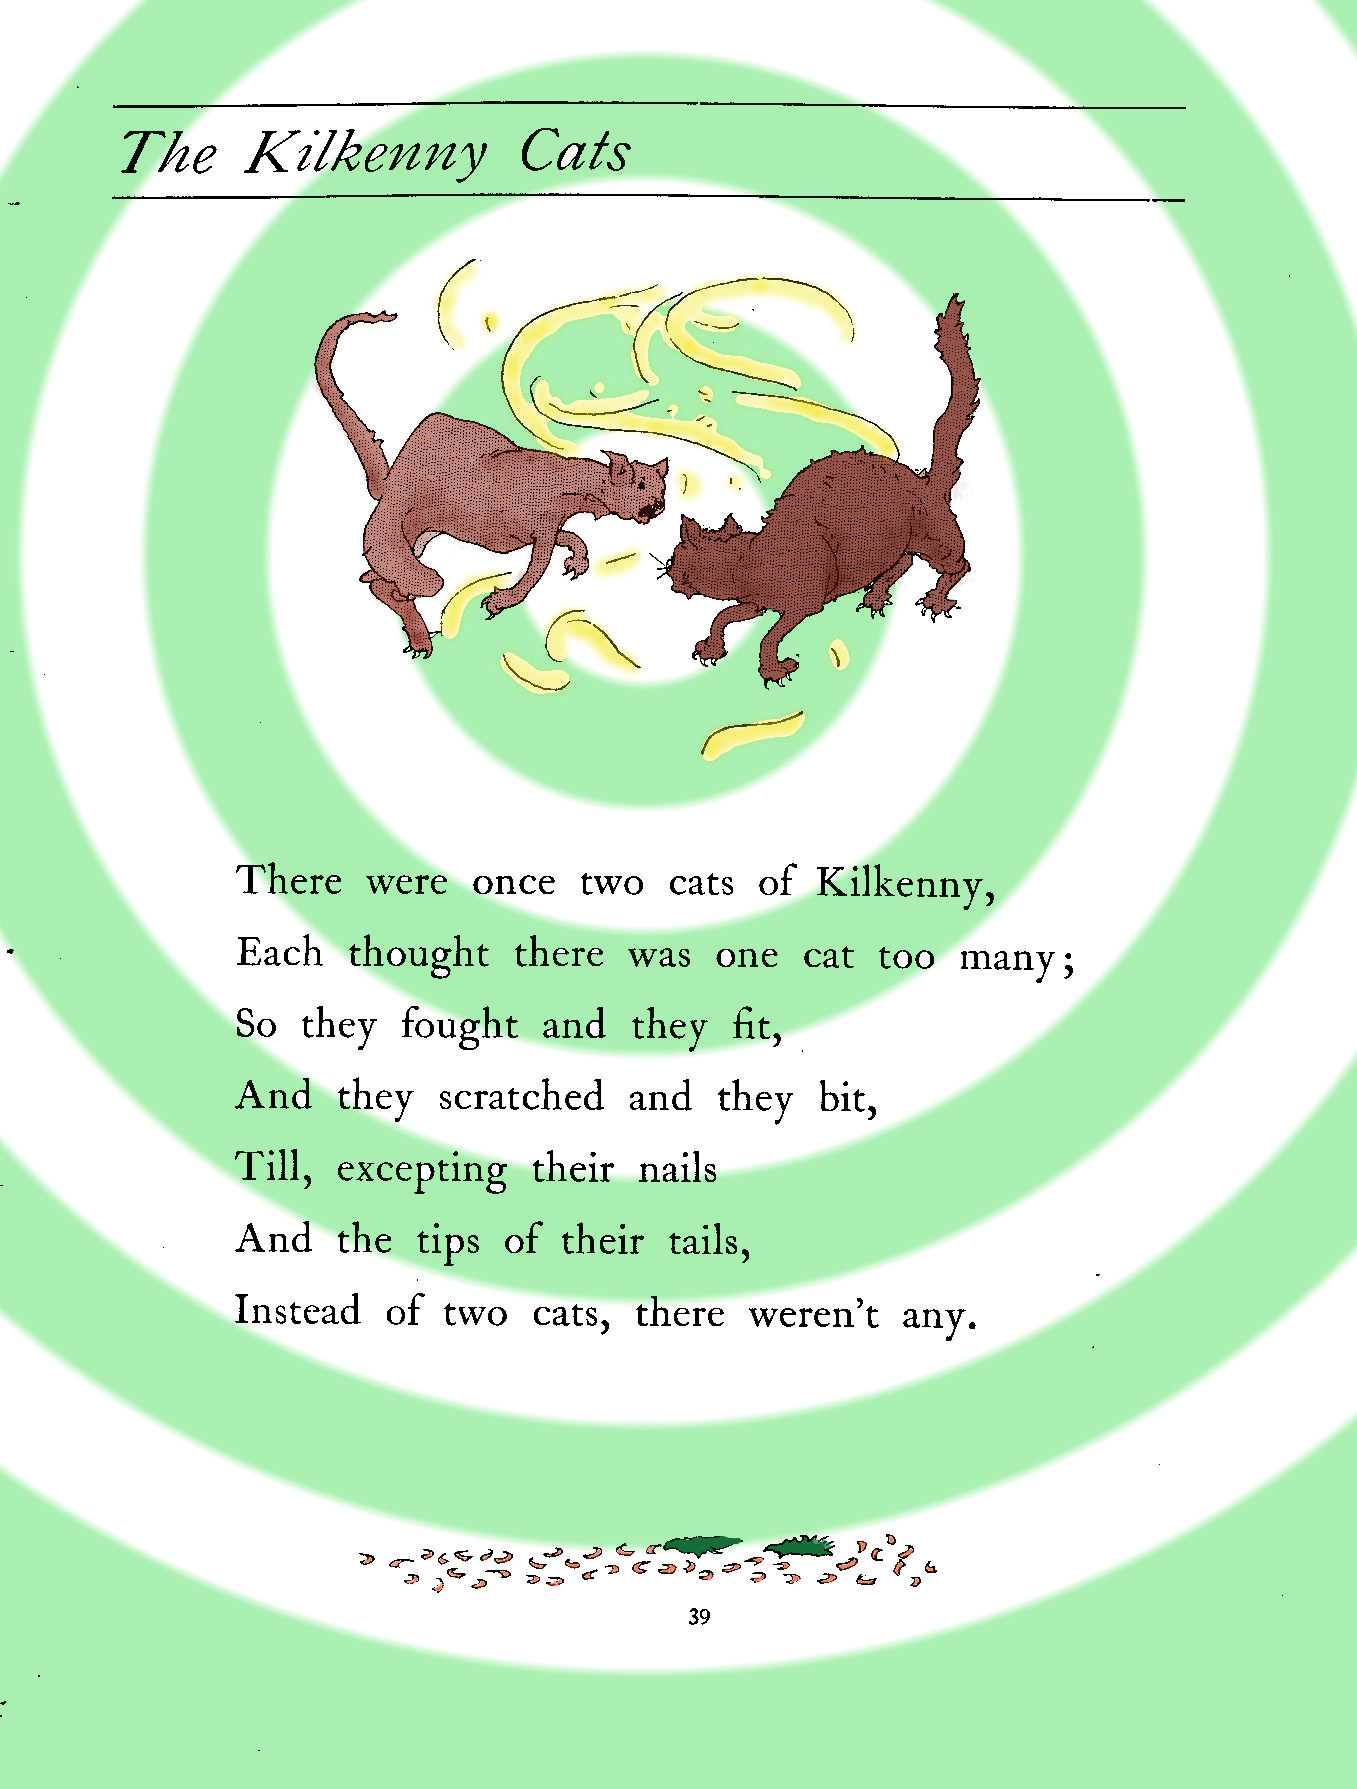 The Kilkenny Cats
There were once two cats of Kilkenny,
Each thought there was one cat too many;
So they fought and they fit,
And they scratched and they bit,
Till, excepting their nails
And the tips of their tails,
Instead of two cats, there weren't any.
39